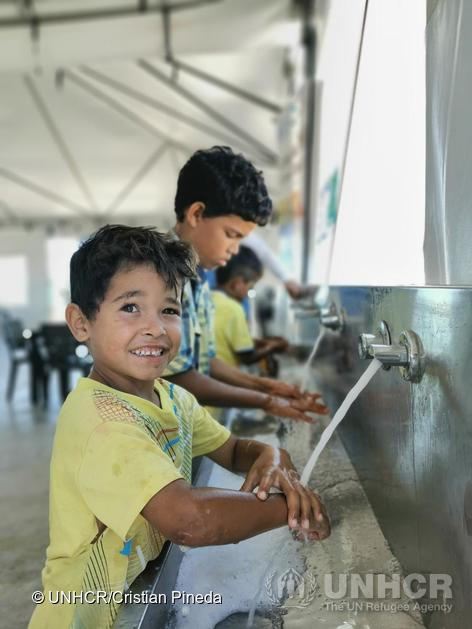 UNHCR
The UN Refugee Agency
© UNHCR/Cristian Pineda